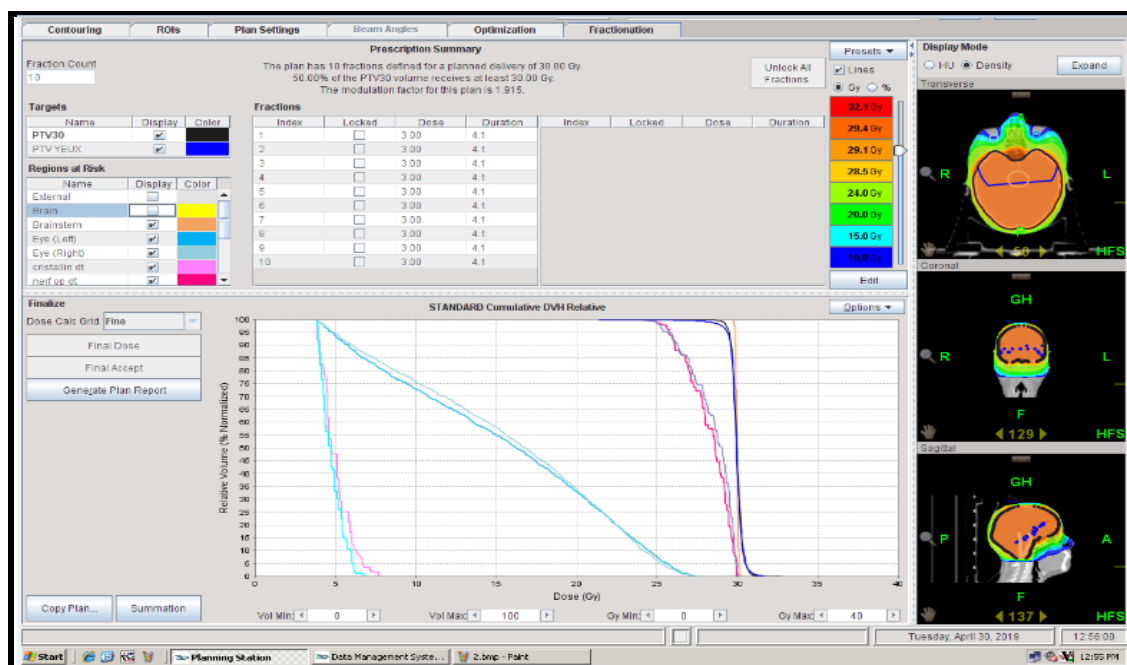 Contouring ROIs Plan Settings Beam Angles Optimization Fractionation
Prescription Summary
Fraction Count
10
The plan has 10 fractions defined for a planned delivery of 30.00 Gy.
50.00% of the PTV30 volume receives at least 30.00 Gy.
The modulation factor for this plan is 1.915.
Unlock All
Fractions
Targets
Name Display Color
PTV30
PTV YEUX
Regions at Risk
Name Display Color
External
Brain
Brainstem
Eye (Left)
Eye (Right)
cristallin dt
nerf op dt
Fractions
Index Locked Dose Duration Index Locked Dose Duration
1 3.00 4.1
2 3.00 4.1
3 3.00 4.1
4 3.00 4.1
5 3.00 4.1
6 3.00 4.1
7 3.00 4.1
8 3.00 4.1
9 3.00 4.1
10 3.00 4.1
Presets
Lines
Gy %
32.1 Gy
29.4 Gy
29.1 Gy
28.5 Gy
24.0 Gy
20.0 Gy
15.0 Gy
10.0 Gy
Edit
Finalize
Dose Calc Grid Fine
Final Dose
Final Accept
Generate Plan Report
Copy Plan... Summation
STANDARD Cumulative DVH Relative
Options
Relative Volume (% Normalized)
100
95
90
85
80
75
70
65
60
55
50
45
40
35
30
25
20
15
10
5
0
0 5 10 15 20 25 30 35 40
Dose (Gy)
Vol Min: 0 Vol Max: 100 Gy Min: 0 Gy Max: 40
Display Mode
HU Density Expand
Transverse
A
R L
P
60 HFS
Coronal
GH
R L
F
129 HFS
Sagittal
GH
P A
F
137 HFS
Tuesday, April 30, 2019 12:56:00
Start Planning Station Data Management Syste... 2.bmp - Paint 12:55 PM